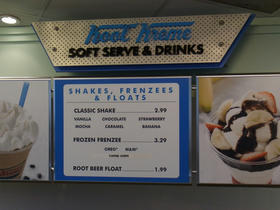 Kool Kreme
SOFT SERVE & DRINKS
SHAKES, FRENZEES
& FLOATS
CLASSIC SHAKE 2.99
VANILLA CHOCOLATE STRAWBERRY
MOCHA CARAMEL BANANA
FROZEN FRENZEE 3.29
OREO® M&M®
ROOT BEER FLOAT 1.99